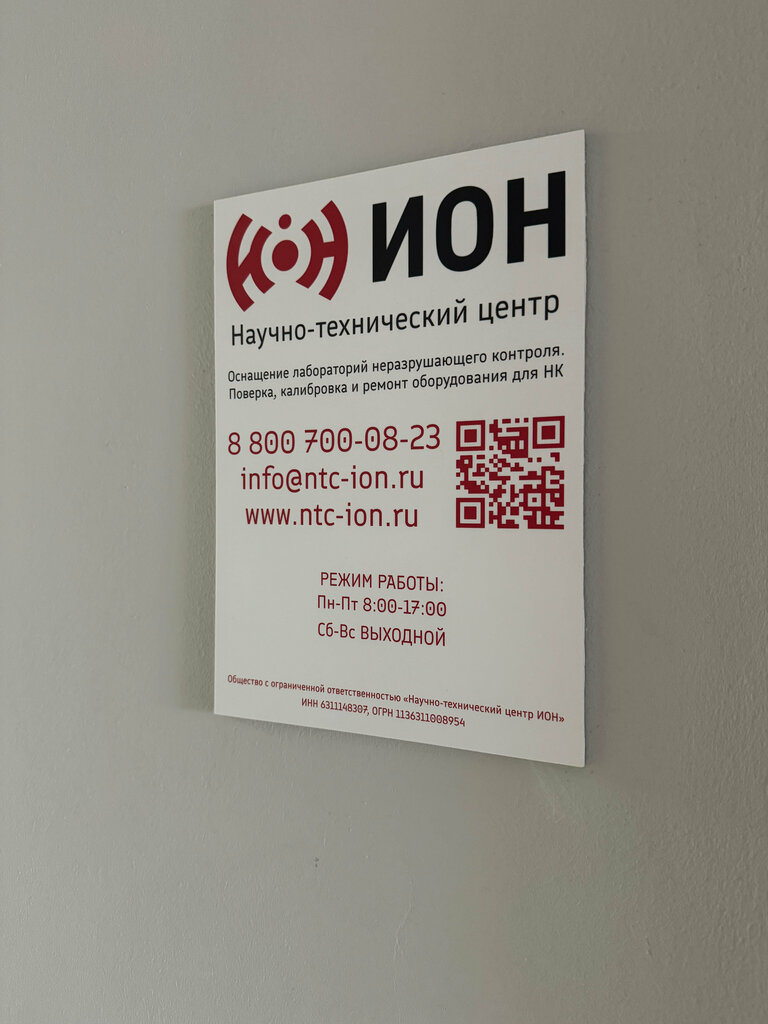 ИОН ИОН
Научно-технический центр
Оснащение лабораторий неразрушающего контроля.
Поверка, калибровка и ремонт оборудования для НК
8 800 700-08-23
info@ntc-ion.ru
www.ntc-ion.ru
РЕЖИМ РАБОТЫ:
Пн-Пт 8:00-17:00
Сб-Вс ВЫХОДНОЙ
Общество с ограниченной ответственностью «Научно-технический центр ИОН»
ИНН 6311148307, ОГРН 1136311008954